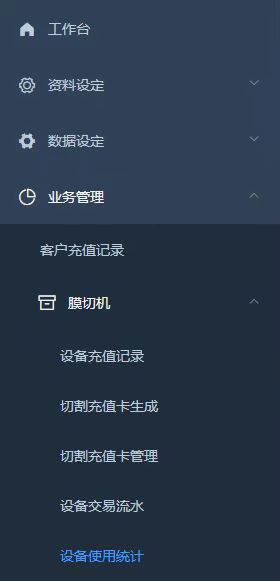 工作台
资料设定
数据设定
业务管理
客户充值记录
膜切机
设备充值记录
切割充值卡生成
切割充值卡管理
设备交易流水
设备使用统计